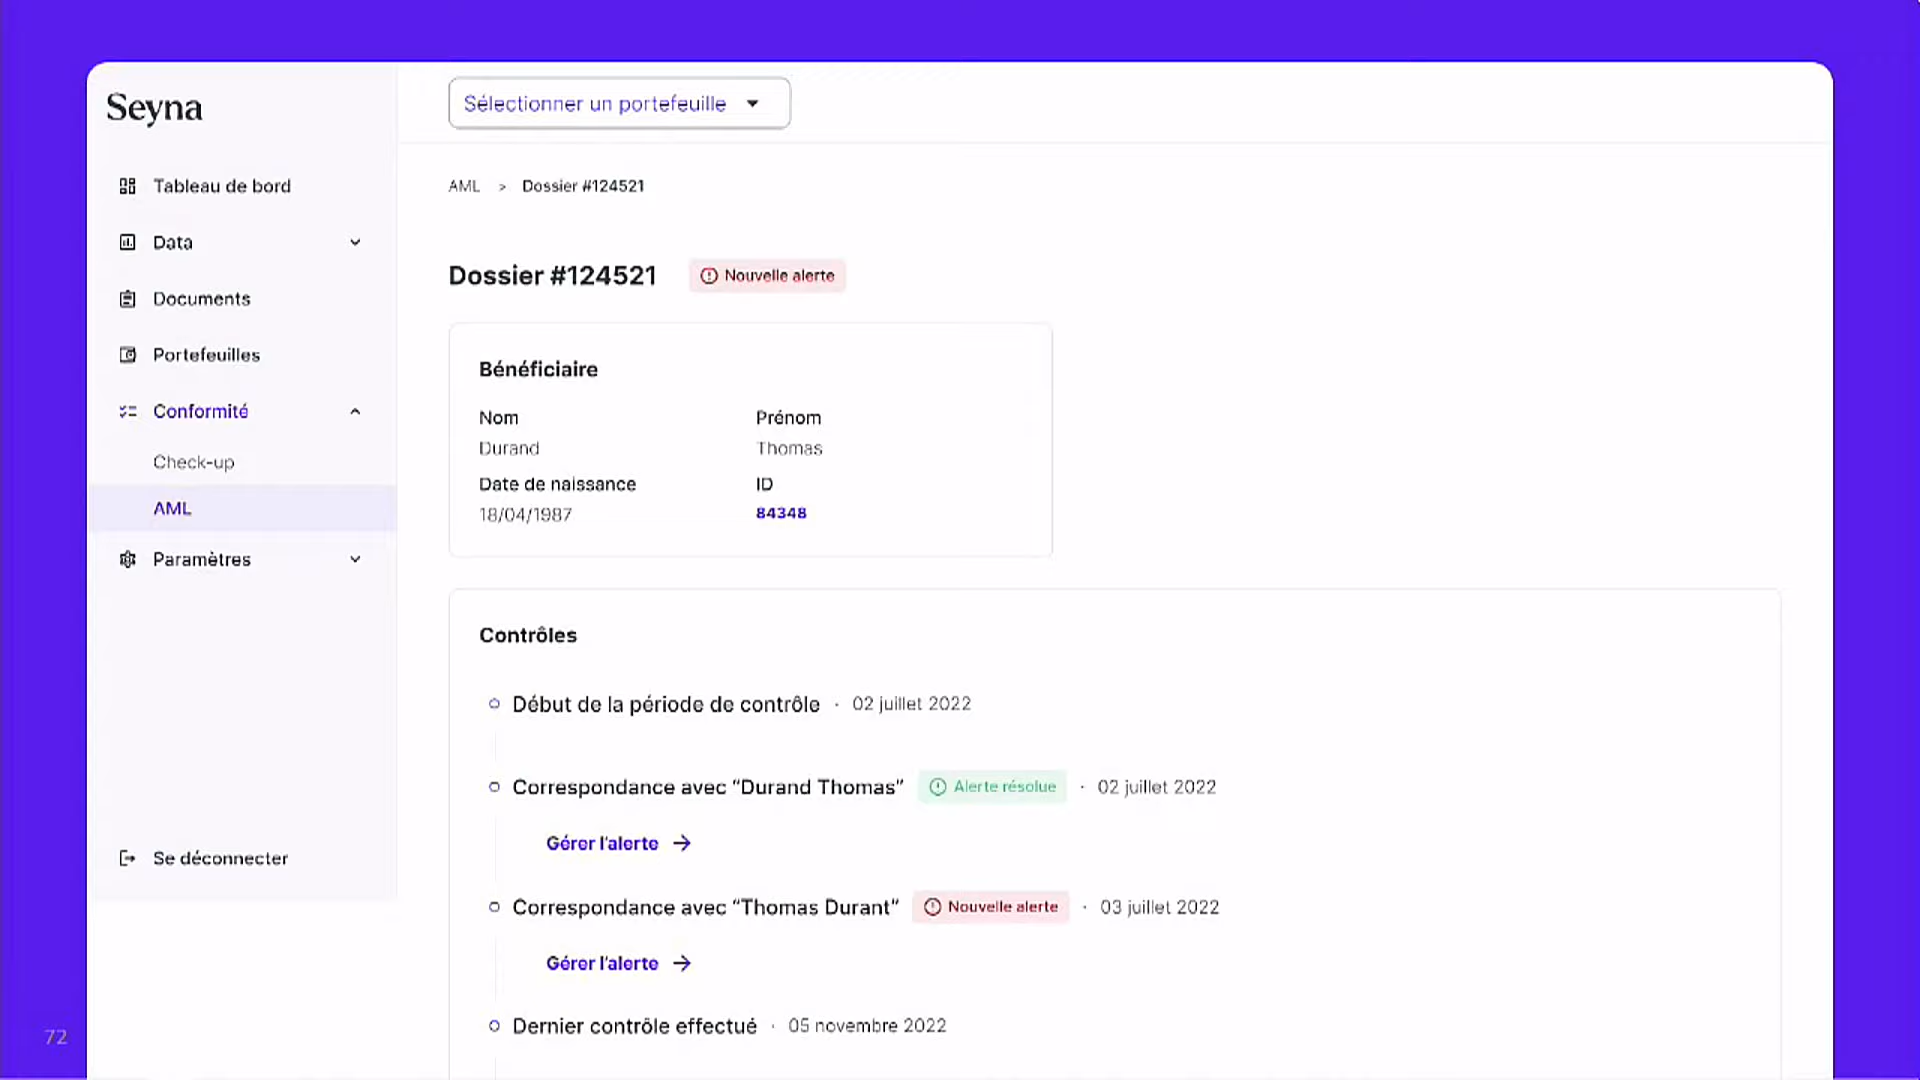 Seyna
Sélectionner un portefeuille
Tableau de bord
Data
Documents
Portefeuilles
Conformité
Check-up
AML
Paramètres
Se déconnecter
AML > Dossier #124521
Dossier #124521 Nouvelle alerte
Bénéficiaire
Nom Prénom
Durand Thomas
Date de naissance ID
18/04/1987 84348
Contrôles
Début de la période de contrôle · 02 juillet 2022
Correspondance avec “Durand Thomas” Alerte résolue · 02 juillet 2022
Gérer l'alerte →
Correspondance avec “Thomas Durant” Nouvelle alerte · 03 juillet 2022
Gérer l'alerte →
Dernier contrôle effectué · 05 novembre 2022
72